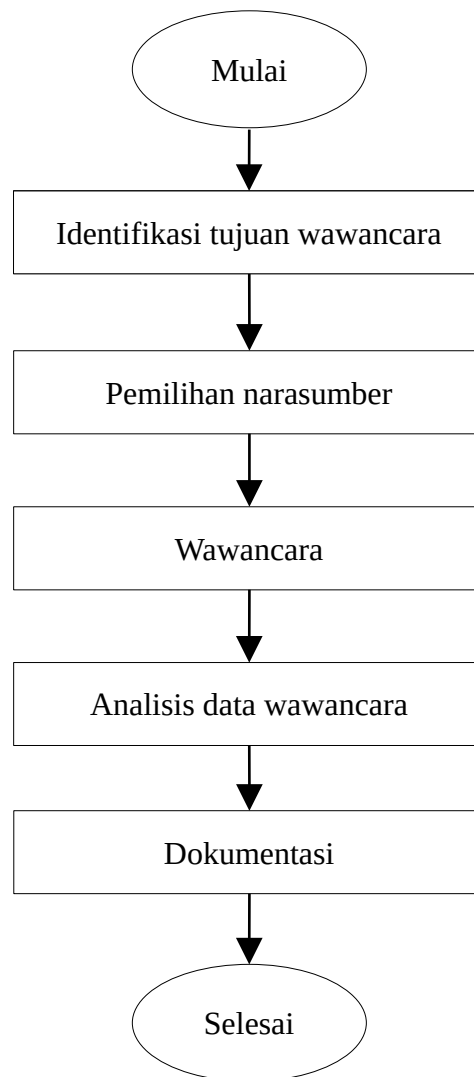 Mulai
Identifikasi tujuan wawancara
Pemilihan narasumber
Wawancara
Analisis data wawancara
Dokumentasi
Selesai